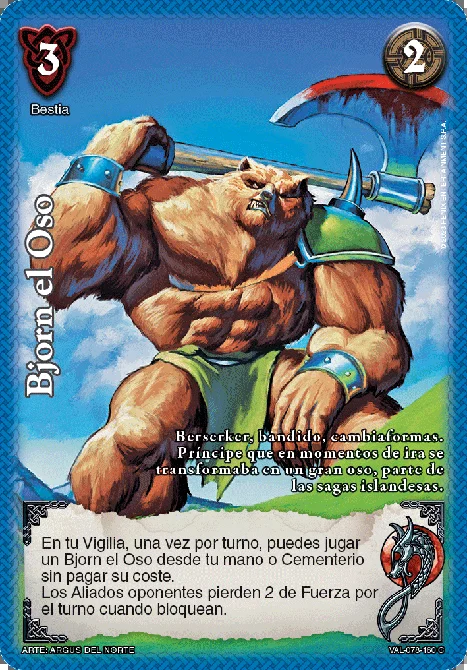 3
2
Bestia
Bjorn el Oso
Berserker, bandido, cambiaformas.
Príncipe que en momentos de ira se
transformaba en un gran oso, parte de
las sagas islandesas.
En tu Vigilia, una vez por turno, puedes jugar
un Bjorn el Oso desde tu mano o Cementerio
sin pagar su coste.
Los Aliados oponentes pierden 2 de Fuerza por
el turno cuando bloquean.
ARTE: ARGUS DEL NORTE
VAL-078-160 C